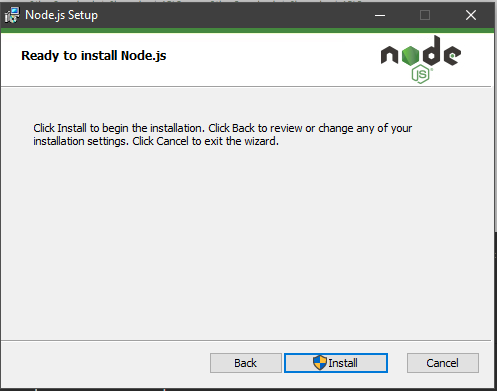 Node.js Setup
Ready to install Node.js
node
JS
Click Install to begin the installation. Click Back to review or change any of your
installation settings. Click Cancel to exit the wizard.
Back
Install
Cancel